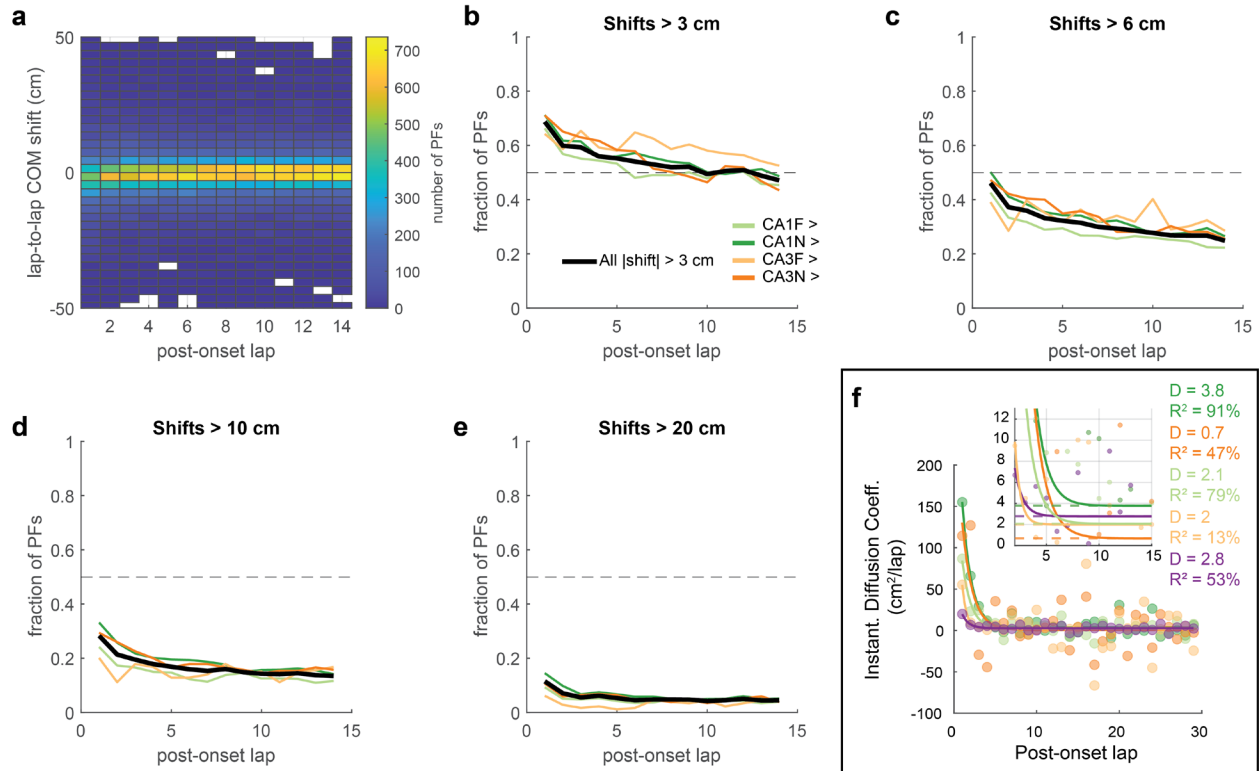 a
50
0
-50
lap-to-lap COM shift (cm)
2 4 6 8 10 12 14
post-onset lap
700
600
500
400
300
200
100
0
number of PFs
b
Shifts > 3 cm
1
0.8
0.6
0.4
0.2
0
fraction of PFs
CA1F >
CA1N >
CA3F >
CA3N >
All |shift| > 3 cm
0 5 10 15
post-onset lap
c
Shifts > 6 cm
1
0.8
0.6
0.4
0.2
0
fraction of PFs
0 5 10 15
post-onset lap
d
Shifts > 10 cm
1
0.8
0.6
0.4
0.2
0
fraction of PFs
0 5 10 15
post-onset lap
e
Shifts > 20 cm
1
0.8
0.6
0.4
0.2
0
fraction of PFs
0 5 10 15
post-onset lap
f
D = 3.8
R² = 91%
D = 0.7
R² = 47%
D = 2.1
R² = 79%
D = 2
R² = 13%
D = 2.8
R² = 53%
12
10
8
6
4
2
0
5 10 15
200
150
100
50
0
-50
-100
Instant. Diffusion Coeff.
(cm²/lap)
0 10 20 30
Post-onset lap